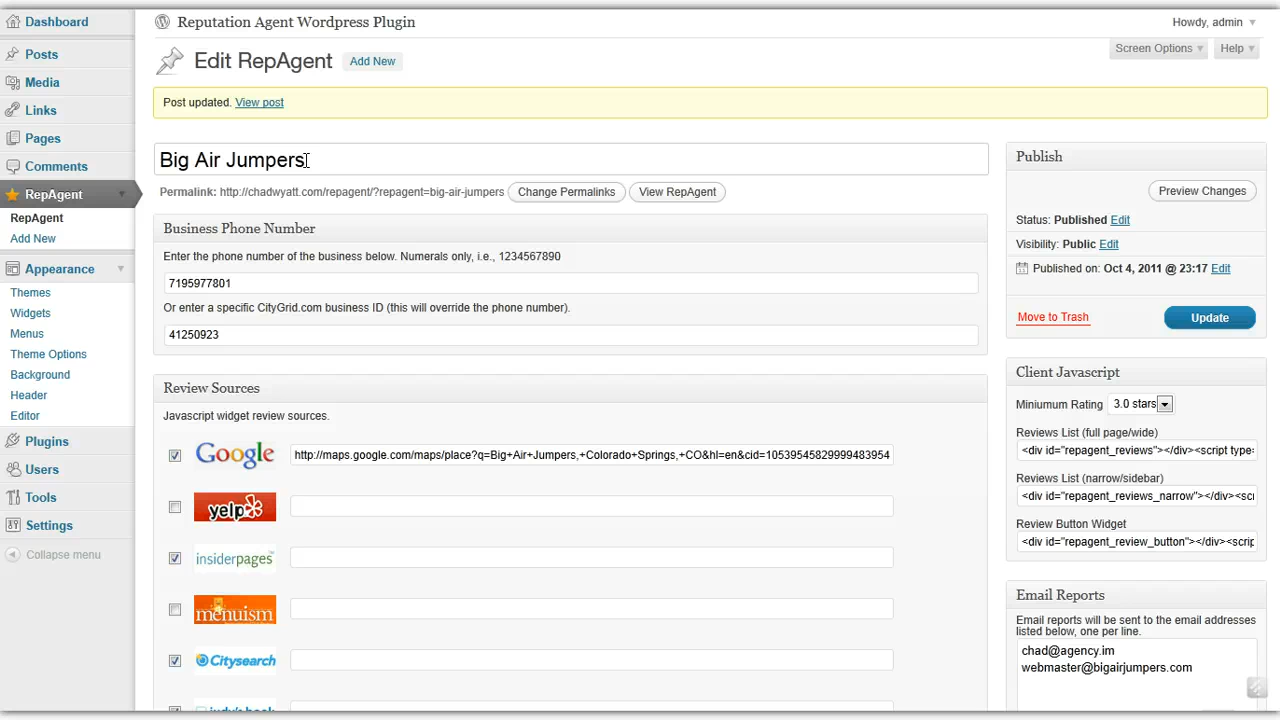 Dashboard
Posts
Media
Links
Pages
Comments
RepAgent
RepAgent
Add New
Appearance
Themes
Widgets
Menus
Theme Options
Background
Header
Editor
Plugins
Users
Tools
Settings
Collapse menu
Reputation Agent Wordpress Plugin
Howdy, admin
Edit RepAgent
Add New
Screen Options
Help
Post updated. View post
Big Air Jumpers
Permalink: http://chadwyatt.com/repagent/?repagent=big-air-jumpers
Change Permalinks
View RepAgent
Business Phone Number
Enter the phone number of the business below. Numerals only, i.e., 1234567890
7195977801
Or enter a specific CityGrid.com business ID (this will override the phone number).
41250923
Review Sources
Javascript widget review sources.
Google
http://maps.google.com/maps/place?q=Big+Air+Jumpers,+Colorado+Springs,+CO&hl=en&cid=10539545829999483954
yelp
insiderpages
menuism
Citysearch
judy's book
Publish
Preview Changes
Status: Published Edit
Visibility: Public Edit
Published on: Oct 4, 2011 @ 23:17 Edit
Move to Trash
Update
Client Javascript
Minimum Rating
3.0 stars
Reviews List (full page/wide)
<div id="repagent_reviews"></div><script type=
Reviews List (narrow/sidebar)
<div id="repagent_reviews_narrow"></div><scr
Review Button Widget
<div id="repagent_review_button"></div><scrip
Email Reports
Email reports will be sent to the email addresses
listed below, one per line.
chad@agency.im
webmaster@bigairjumpers.com